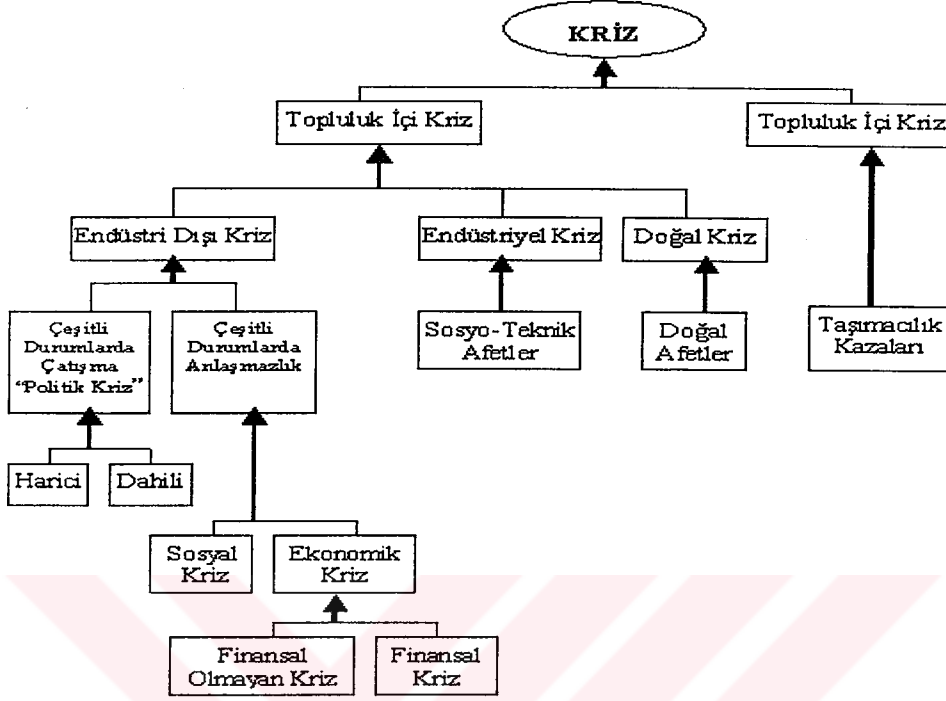 KRİZ
Topluluk İçi Kriz
Topluluk İçi Kriz
Endüstri Dışı Kriz
Endüstriyel Kriz
Doğal Kriz
Çeşitli
Durumlarda
Çatışma
“Politik Kriz”
Çeşitli
Durumlarda
Anlaşmazlık
Sosyo-Teknik
Afetler
Doğal
Afetler
Taşımacılık
Kazaları
Harici
Dahili
Sosyal
Kriz
Ekonomik
Kriz
Finansal
Olmayan Kriz
Finansal
Kriz